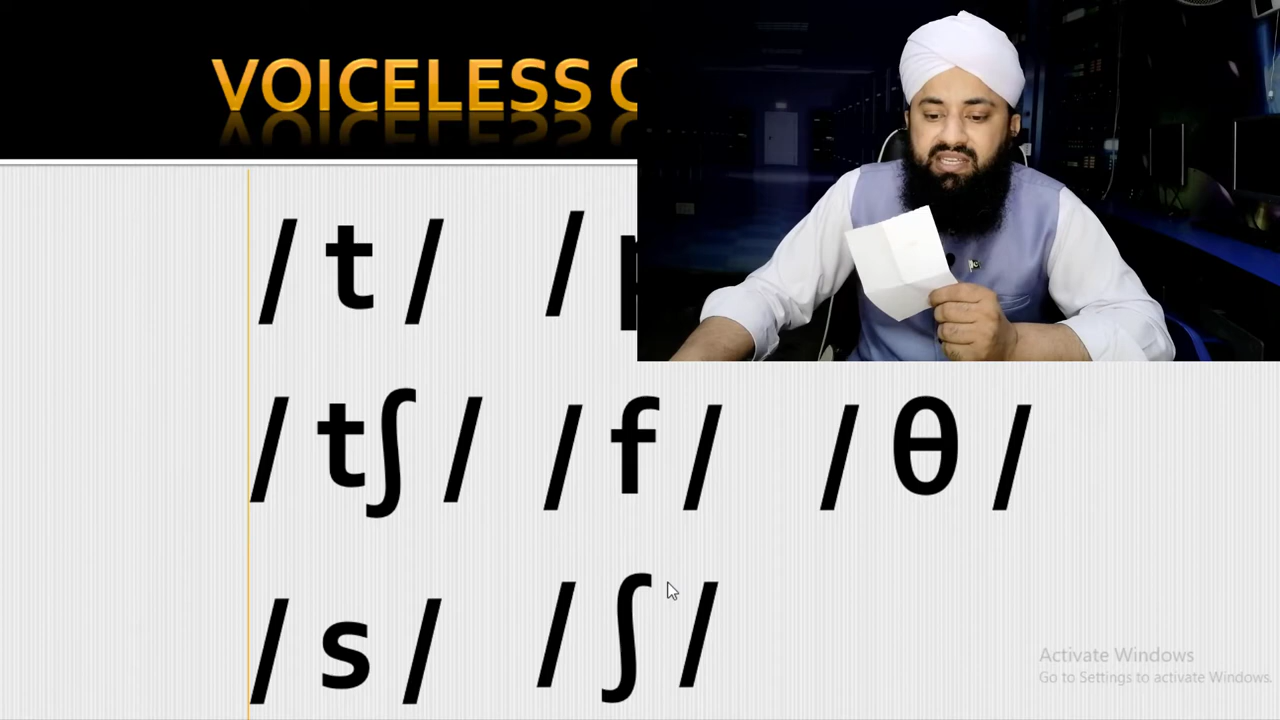 VOICELESS
/ t / /
/ tʃ / / f / / θ /
/ s / / ʃ /
Activate Windows
Go to Settings to activate Windows.